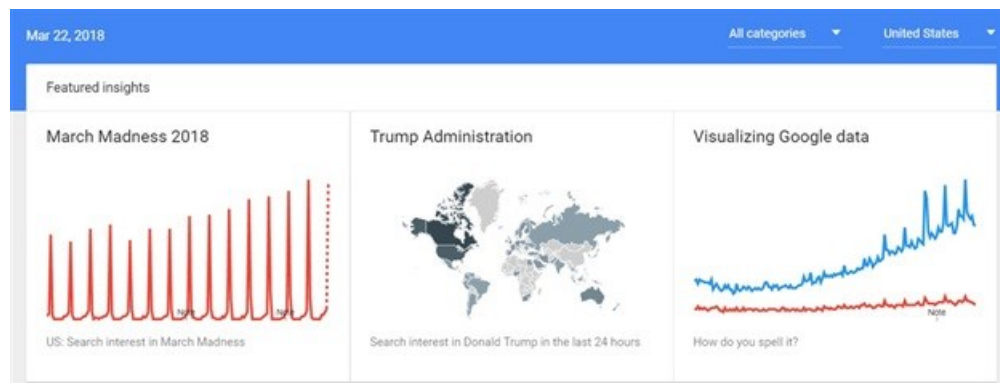 Mar 22, 2018
All categories
United States
Featured insights
March Madness 2018
Trump Administration
Visualizing Google data
Note
Note
Note
US: Search interest in March Madness
Search interest in Donald Trump in the last 24 hours
How do you spell it?